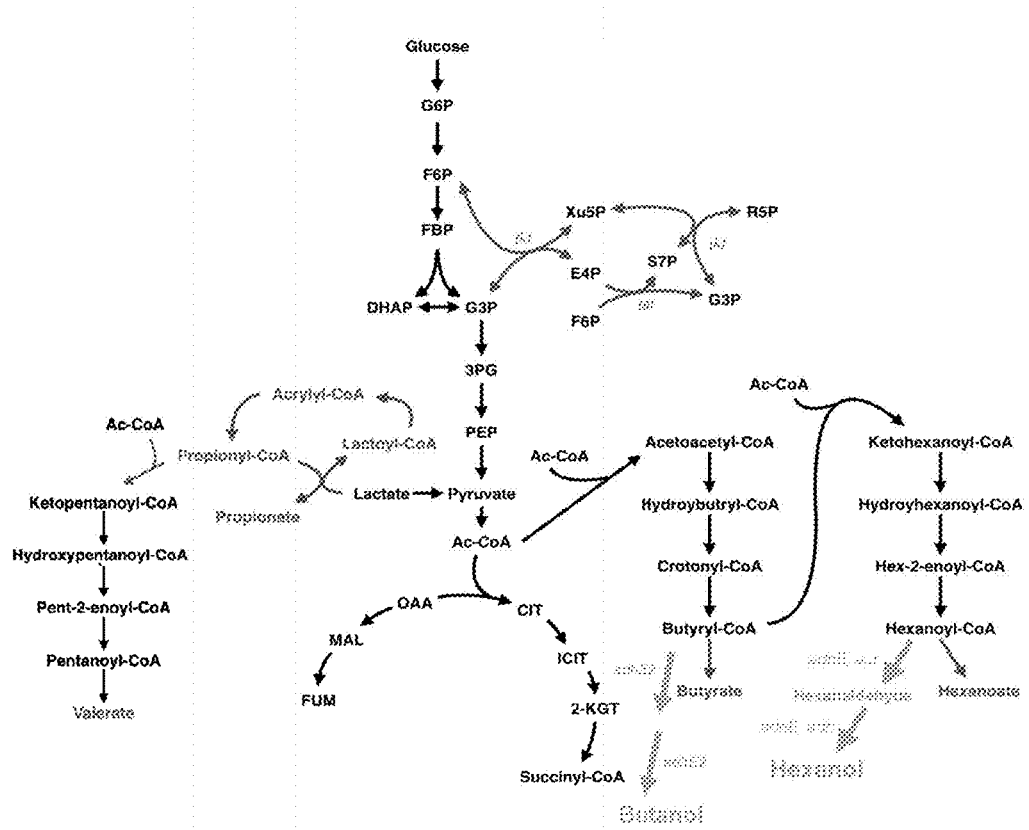 Glucose
G6P
F6P
FBP
DHAP
G3P
Xu5P
R5P
E4P
S7P
F6P
G3P
3PG
PEP
Acrylyl-CoA
Lactoyl-CoA
Ac-CoA
Propionyl-CoA
Propionate
Lactate
Pyruvate
Ac-CoA
Ketopentanoyl-CoA
Hydroxypentanoyl-CoA
Pent-2-enoyl-CoA
Pentanoyl-CoA
Valerate
OAA
CIT
MAL
FUM
ICIT
2-KGT
Succinyl-CoA
Ac-CoA
Acetoacetyl-CoA
Hydroybutryl-CoA
Crotonyl-CoA
Butyryl-CoA
Butyrate
Butanol
Ac-CoA
Ketohexanoyl-CoA
Hydroyhexanoyl-CoA
Hex-2-enoyl-CoA
Hexanoyl-CoA
Hexanaldehyde
Hexanoate
Hexanol